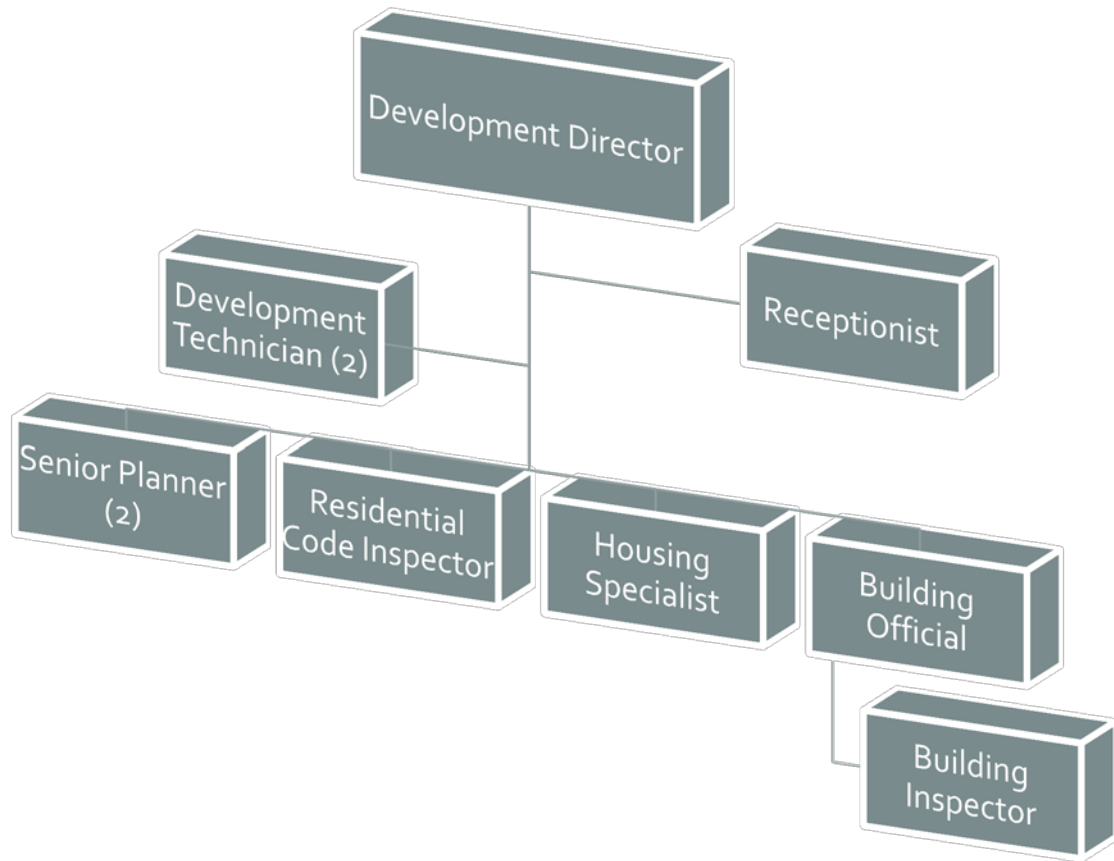 Development Director
Receptionist
Development
Technician (2)
Senior Planner
(2)
Residential
Code Inspector
Housing
Specialist
Building
Official
Building
Inspector